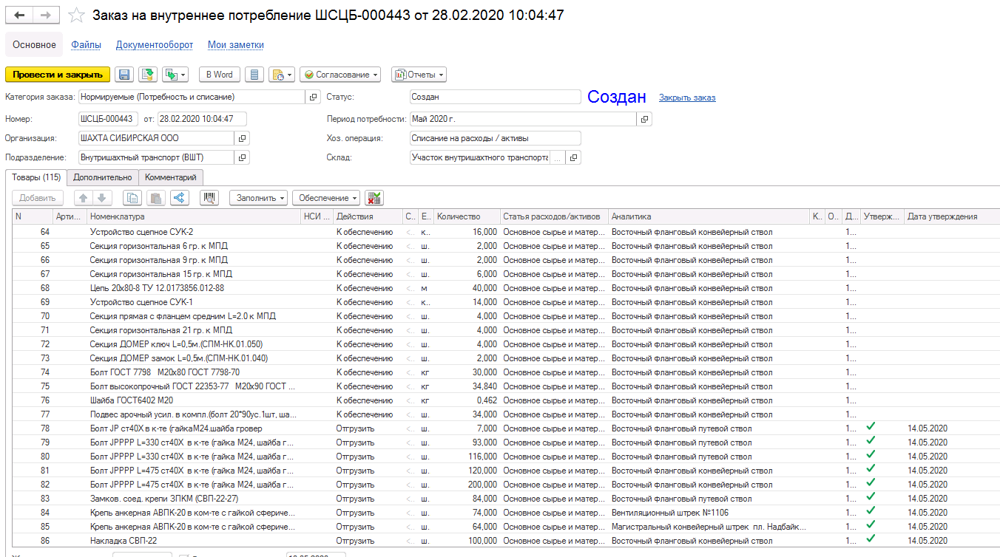 Заказ на внутреннее потребление ШСЦБ-000443 от 28.02.2020 10:04:47
Основное Файлы Документооборот Мои заметки
Провести и закрыть В Word Согласование Отчеты
Категория заказа: Нормируемые (Потребность и списание) Статус: Создан Создан Закрыть заказ
Номер: ШСЦБ-000443 от: 28.02.2020 10:04:47 Период потребности: Май 2020 г.
Организация: ШАХТА СИБИРСКАЯ ООО Хоз. операция: Списание на расходы / активы
Подразделение: Внутришахтный транспорт (ВШТ) Склад: Участок внутришахтного транспорта ...
Товары (115) Дополнительно Комментарий
Добавить Заполнить Обеспечение
N Арти... Номенклатура НСИ ... Действия С.. Е.. Количество Статья расходов/активов Аналитика К.. О.. Д... Утверж... Дата утверждения
64 Устройство сцепное СУК-2 К обеспечению <.. к.. 16,000 Основное сырье и матер... Восточный фланговый конвейерный ствол 1...
65 Секция горизонтальная 6 гр. к МПД К обеспечению <.. ш. 2,000 Основное сырье и матер... Восточный фланговый конвейерный ствол 1...
66 Секция горизонтальная 9 гр. к МПД К обеспечению <.. ш. 2,000 Основное сырье и матер... Восточный фланговый конвейерный ствол 1...
67 Секция горизонтальная 15 гр. к МПД К обеспечению <.. ш. 6,000 Основное сырье и матер... Восточный фланговый конвейерный ствол 1...
68 Цепь 20х80-8 ТУ 12.0173856.012-88 К обеспечению <.. м 40,000 Основное сырье и матер... Восточный фланговый конвейерный ствол 1...
69 Устройство сцепное СУК-1 К обеспечению <.. к.. 14,000 Основное сырье и матер... Восточный фланговый конвейерный ствол 1...
70 Секция прямая с фланцем средним L=2.0 к МПД К обеспечению <.. ш. 4,000 Основное сырье и матер... Восточный фланговый конвейерный ствол 1...
71 Секция горизонтальная 21 гр. к МПД К обеспечению <.. ш. 4,000 Основное сырье и матер... Восточный фланговый конвейерный ствол 1...
72 Секция ДОМЕР ключ L=0,5м.(СПМ-НК.01.050) К обеспечению <.. ш. 4,000 Основное сырье и матер... Восточный фланговый конвейерный ствол 1...
73 Секция ДОМЕР замок L=0,5м.(СПМ-НК.01.040) К обеспечению <.. ш. 2,000 Основное сырье и матер... Восточный фланговый конвейерный ствол 1...
74 Болт ГОСТ 7798 М20х80 ГОСТ 7798-70 К обеспечению <.. кг 30,000 Основное сырье и матер... Восточный фланговый конвейерный ствол 1...
75 Болт высокопрочный ГОСТ 22353-77 М20х90 ГОСТ ... К обеспечению <.. кг 34,840 Основное сырье и матер... Восточный фланговый конвейерный ствол 1...
76 Шайба ГОСТ6402 М20 К обеспечению <.. кг 0,462 Основное сырье и матер... Восточный фланговый конвейерный ствол 1...
77 Подвес арочный усил. в компл.(болт 20*90ус.1шт, ша... К обеспечению <.. ш. 34,000 Основное сырье и матер... Восточный фланговый конвейерный ствол 1...
78 Болт JP ст40Х в к-те (гайкаМ24.шайба гровер Отгрузить <.. ш. 7,000 Основное сырье и матер... Восточный фланговый путевой ствол 1... 14.05.2020
79 Болт JPPPP L=330 ст40Х в к-те (гайка М24, шайба г... Отгрузить <.. ш. 93,000 Основное сырье и матер... Восточный фланговый путевой ствол 1... 14.05.2020
80 Болт JPPPP L=330 ст40Х в к-те (гайка М24, шайба г... Отгрузить <.. ш. 116,000 Основное сырье и матер... Восточный фланговый путевой ствол 1... 14.05.2020
81 Болт JPPPP L=475 ст40Х в к-те (гайка М24, шайба г... Отгрузить <.. ш. 120,000 Основное сырье и матер... Восточный фланговый конвейерный ствол 1... 14.05.2020
82 Болт JPPPP L=475 ст40Х в к-те (гайка М24, шайба г... Отгрузить <.. ш. 200,000 Основное сырье и матер... Восточный фланговый конвейерный ствол 1... 14.05.2020
83 Замков. соед. крепи ЗПКМ (СВП-22-27) Отгрузить <.. ш. 84,000 Основное сырье и матер... Восточный фланговый путевой ствол 1... 14.05.2020
84 Крепь анкерная АВПК-20 в ком-те с гайкой сфериче... Отгрузить <.. ш. 74,000 Основное сырье и матер... Вентиляционный штрек №1106 1... 14.05.2020
85 Крепь анкерная АВПК-20 в ком-те с гайкой сфериче... Отгрузить <.. ш. 64,000 Основное сырье и матер... Магистральный конвейерный штрек пл. Надбайк... 1... 14.05.2020
86 Накладка СВП-22 Отгрузить <.. ш. 100,000 Основное сырье и матер... Восточный фланговый конвейерный ствол 1... 14.05.2020